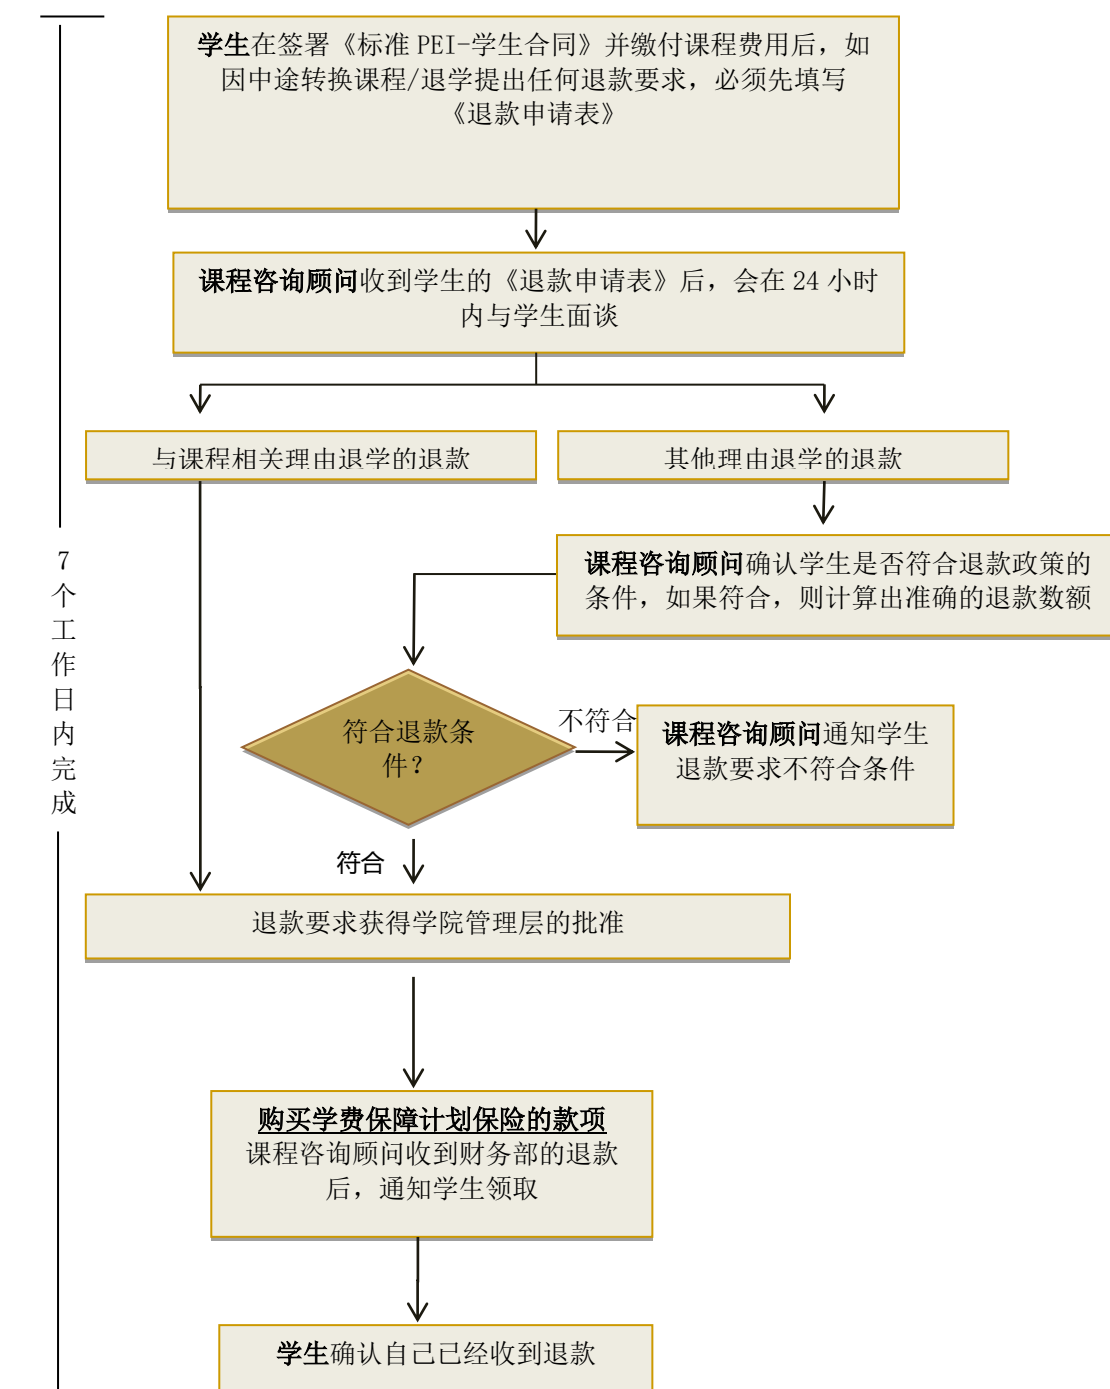 学生在签署《标准 PEI-学生合同》并缴付课程费用后，如
因中途转换课程/退学提出任何退款要求，必须先填写
《退款申请表》
课程咨询顾问收到学生的《退款申请表》后，会在 24 小时
内与学生面谈
与课程相关理由退学的退款
其他理由退学的退款
课程咨询顾问确认学生是否符合退款政策的
条件，如果符合，则计算出准确的退款数额
7
个
工
作
日
内
完
成
符合退款条
件？
不符合
课程咨询顾问通知学生
退款要求不符合条件
符合
退款要求获得学院管理层的批准
购买学费保障计划保险的款项
课程咨询顾问收到财务部的退款
后，通知学生领取
学生确认自己已经收到退款